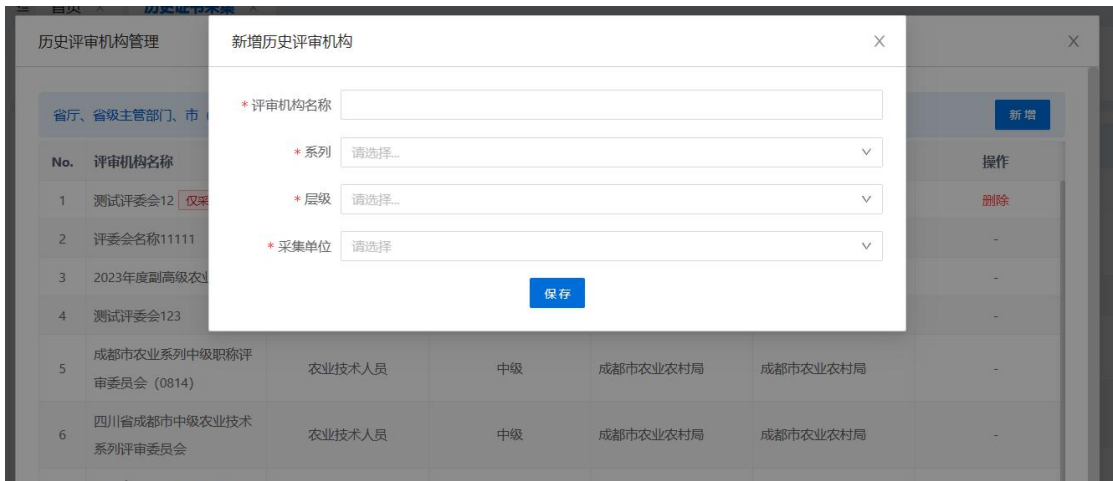 首页 × 历史证书采集 ×
历史评审机构管理
新增历史评审机构
省厅、省级主管部门、市
新增
* 评审机构名称
* 系列 请选择...
* 层级 请选择...
* 采集单位 请选择
保存
No. 评审机构名称 操作
1 测试评委会12 仅采 删除
2 评委会名称11111 -
3 2023年度副高级农业 -
4 测试评委会123 -
5 成都市农业系列中级职称评
审委员会（0814） 农业技术人员 中级 成都市农业农村局 成都市农业农村局 -
6 四川省成都市中级农业技术
系列评审委员会 农业技术人员 中级 成都市农业农村局 成都市农业农村局 -